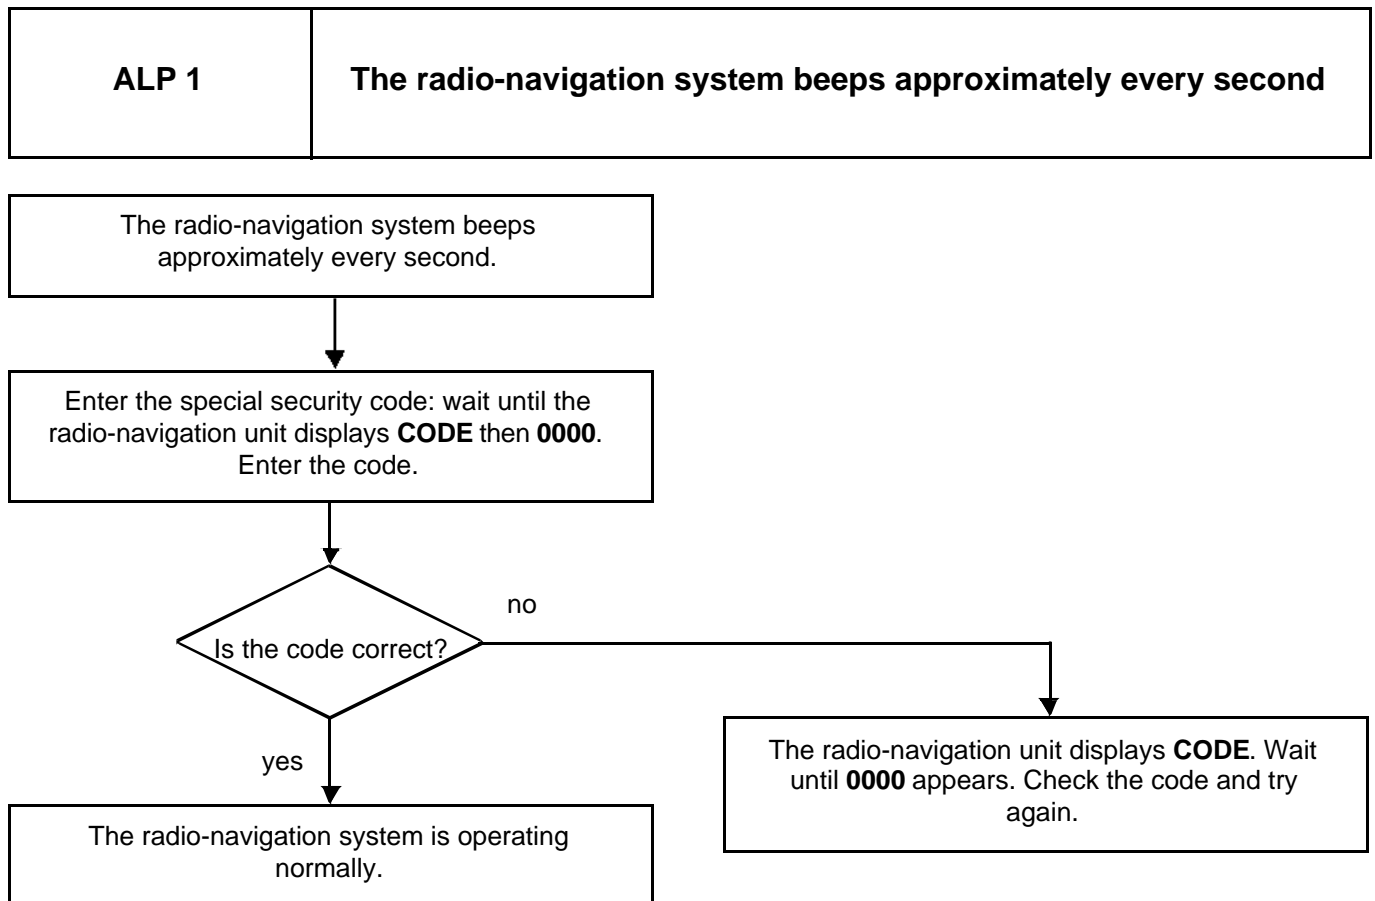 ALP 1
The radio-navigation system beeps approximately every second
The radio-navigation system beeps
approximately every second.
Enter the special security code: wait until the
radio-navigation unit displays CODE then 0000.
Enter the code.
no
Is the code correct?
yes
The radio-navigation unit displays CODE. Wait
until 0000 appears. Check the code and try
again.
The radio-navigation system is operating
normally.